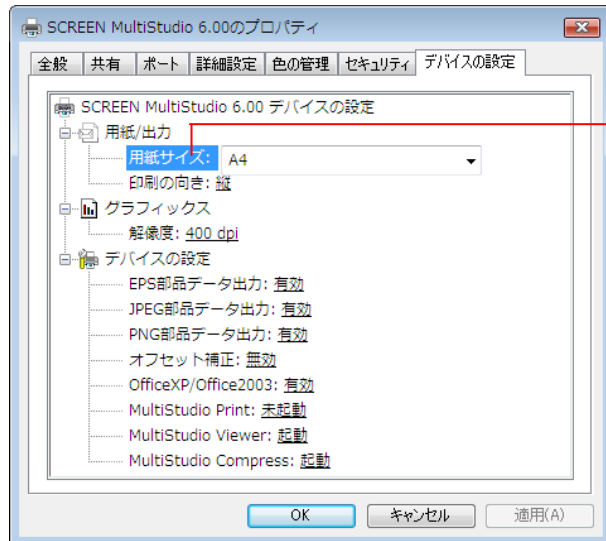 SCREEN MultiStudio 6.00のプロパティ
全般 共有 ポート 詳細設定 色の管理 セキュリティ デバイスの設定
SCREEN MultiStudio 6.00 デバイスの設定
用紙/出力
用紙サイズ: A4
印刷の向き: 縦
グラフィックス
解像度: 400 dpi
デバイスの設定
EPS部品データ出力: 有効
JPEG部品データ出力: 有効
PNG部品データ出力: 有効
オフセット補正: 無効
OfficeXP/Office2003: 有効
MultiStudio Print: 未起動
MultiStudio Viewer: 起動
MultiStudio Compress: 起動
OK キャンセル 適用(A)